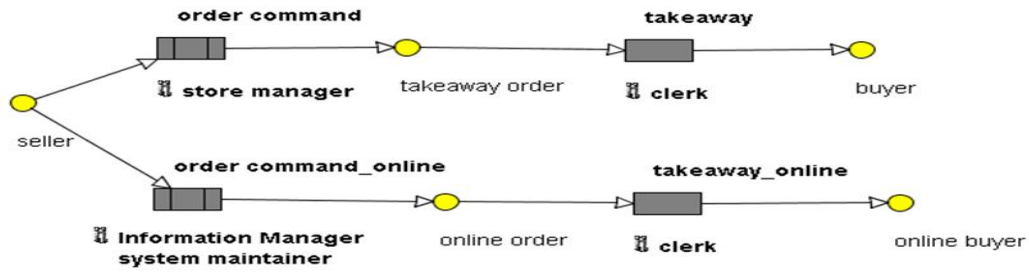 order command
takeaway
store manager
takeaway order
clerk
buyer
seller
order command_online
takeaway_online
Information Manager
system maintainer
online order
clerk
online buyer